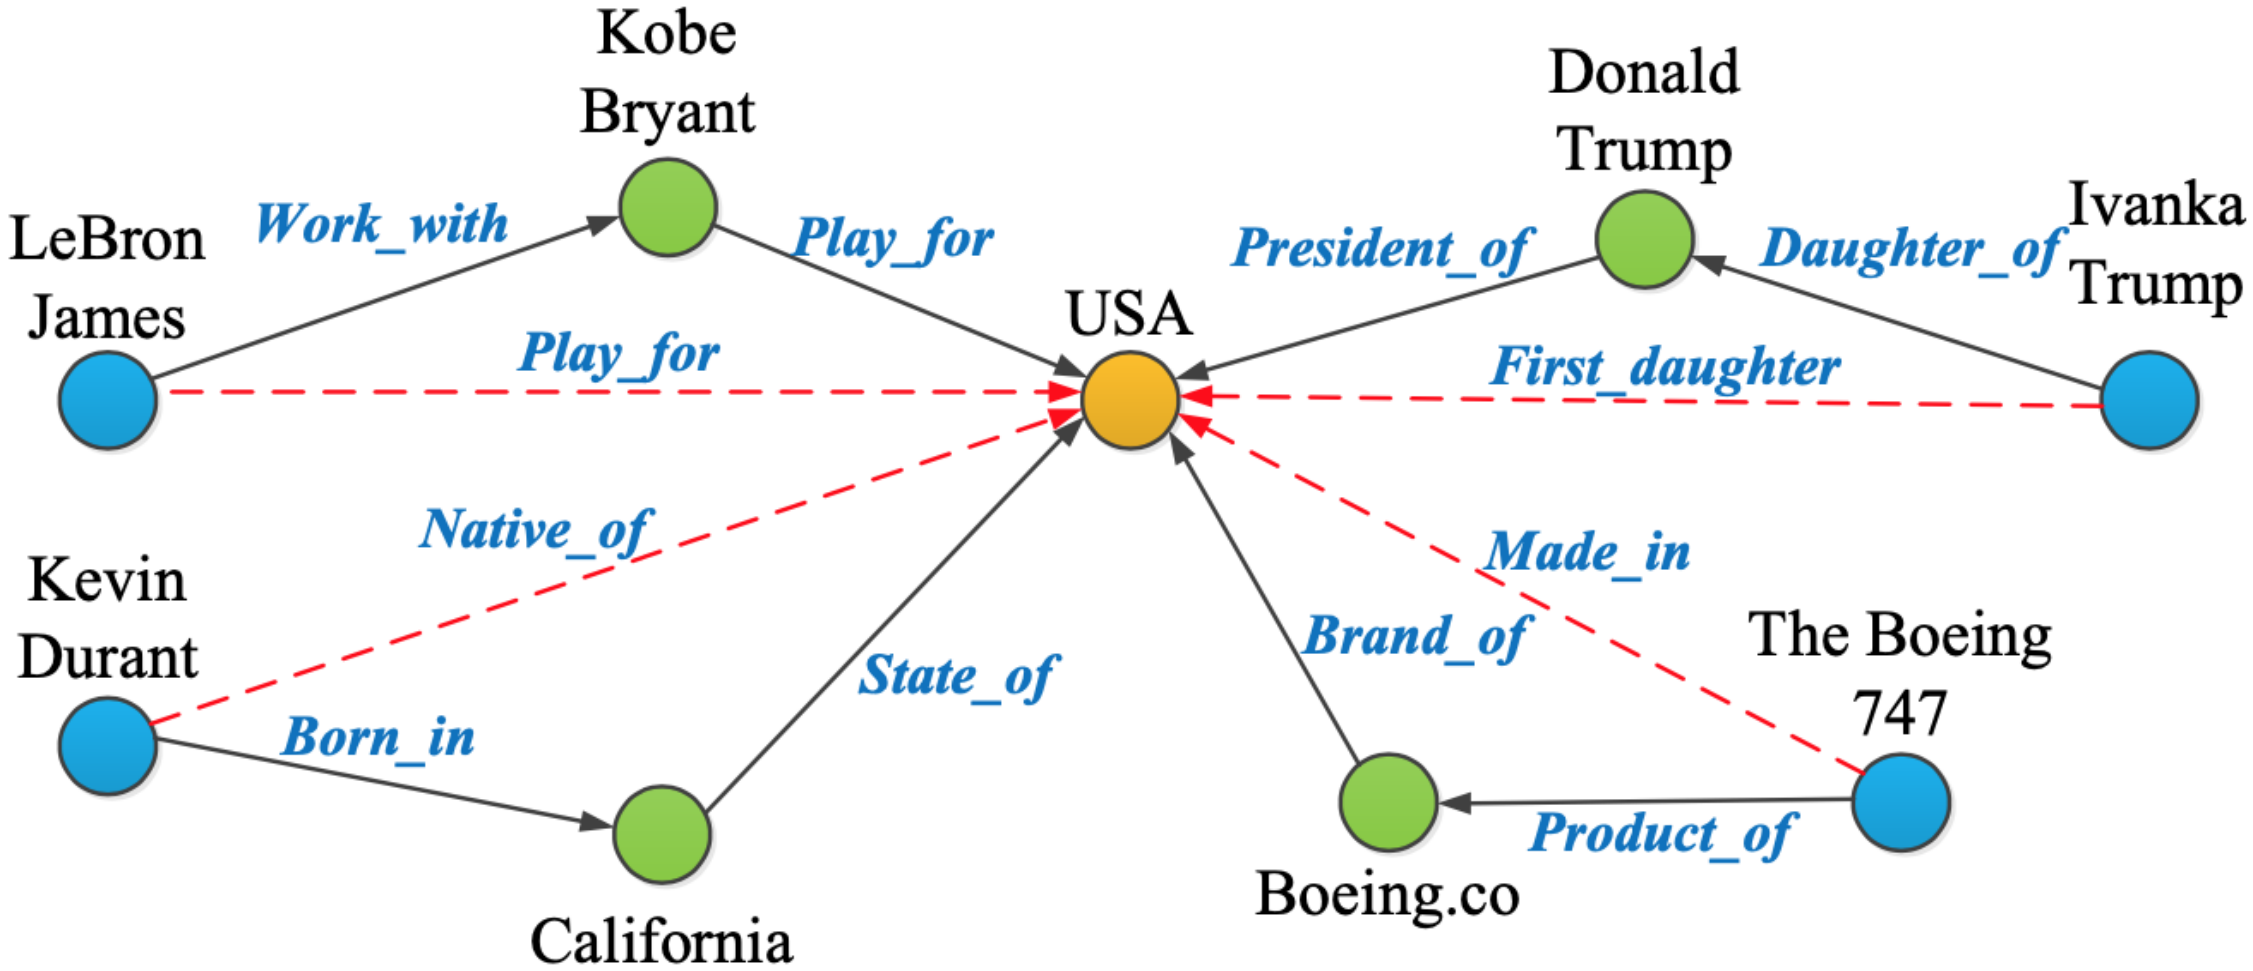 Kobe
Bryant
Donald
Trump
Ivanka
Trump
LeBron
James
Work_with
Play_for
President_of
Daughter_of
USA
Play_for
First_daughter
Native_of
Made_in
Kevin
Durant
State_of
Brand_of
The Boeing
747
Born_in
Product_of
Boeing.co
California